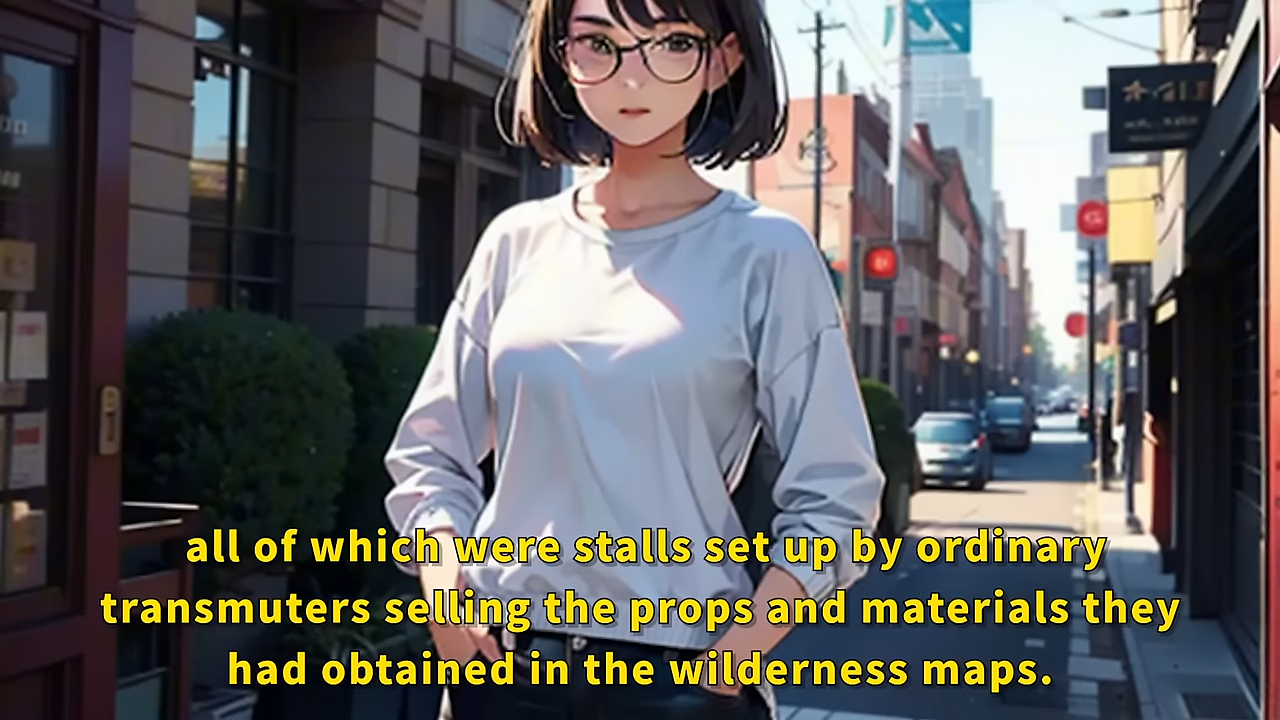 all of which were stalls set up by ordinary
transmuters selling the props and materials they
had obtained in the wilderness maps.